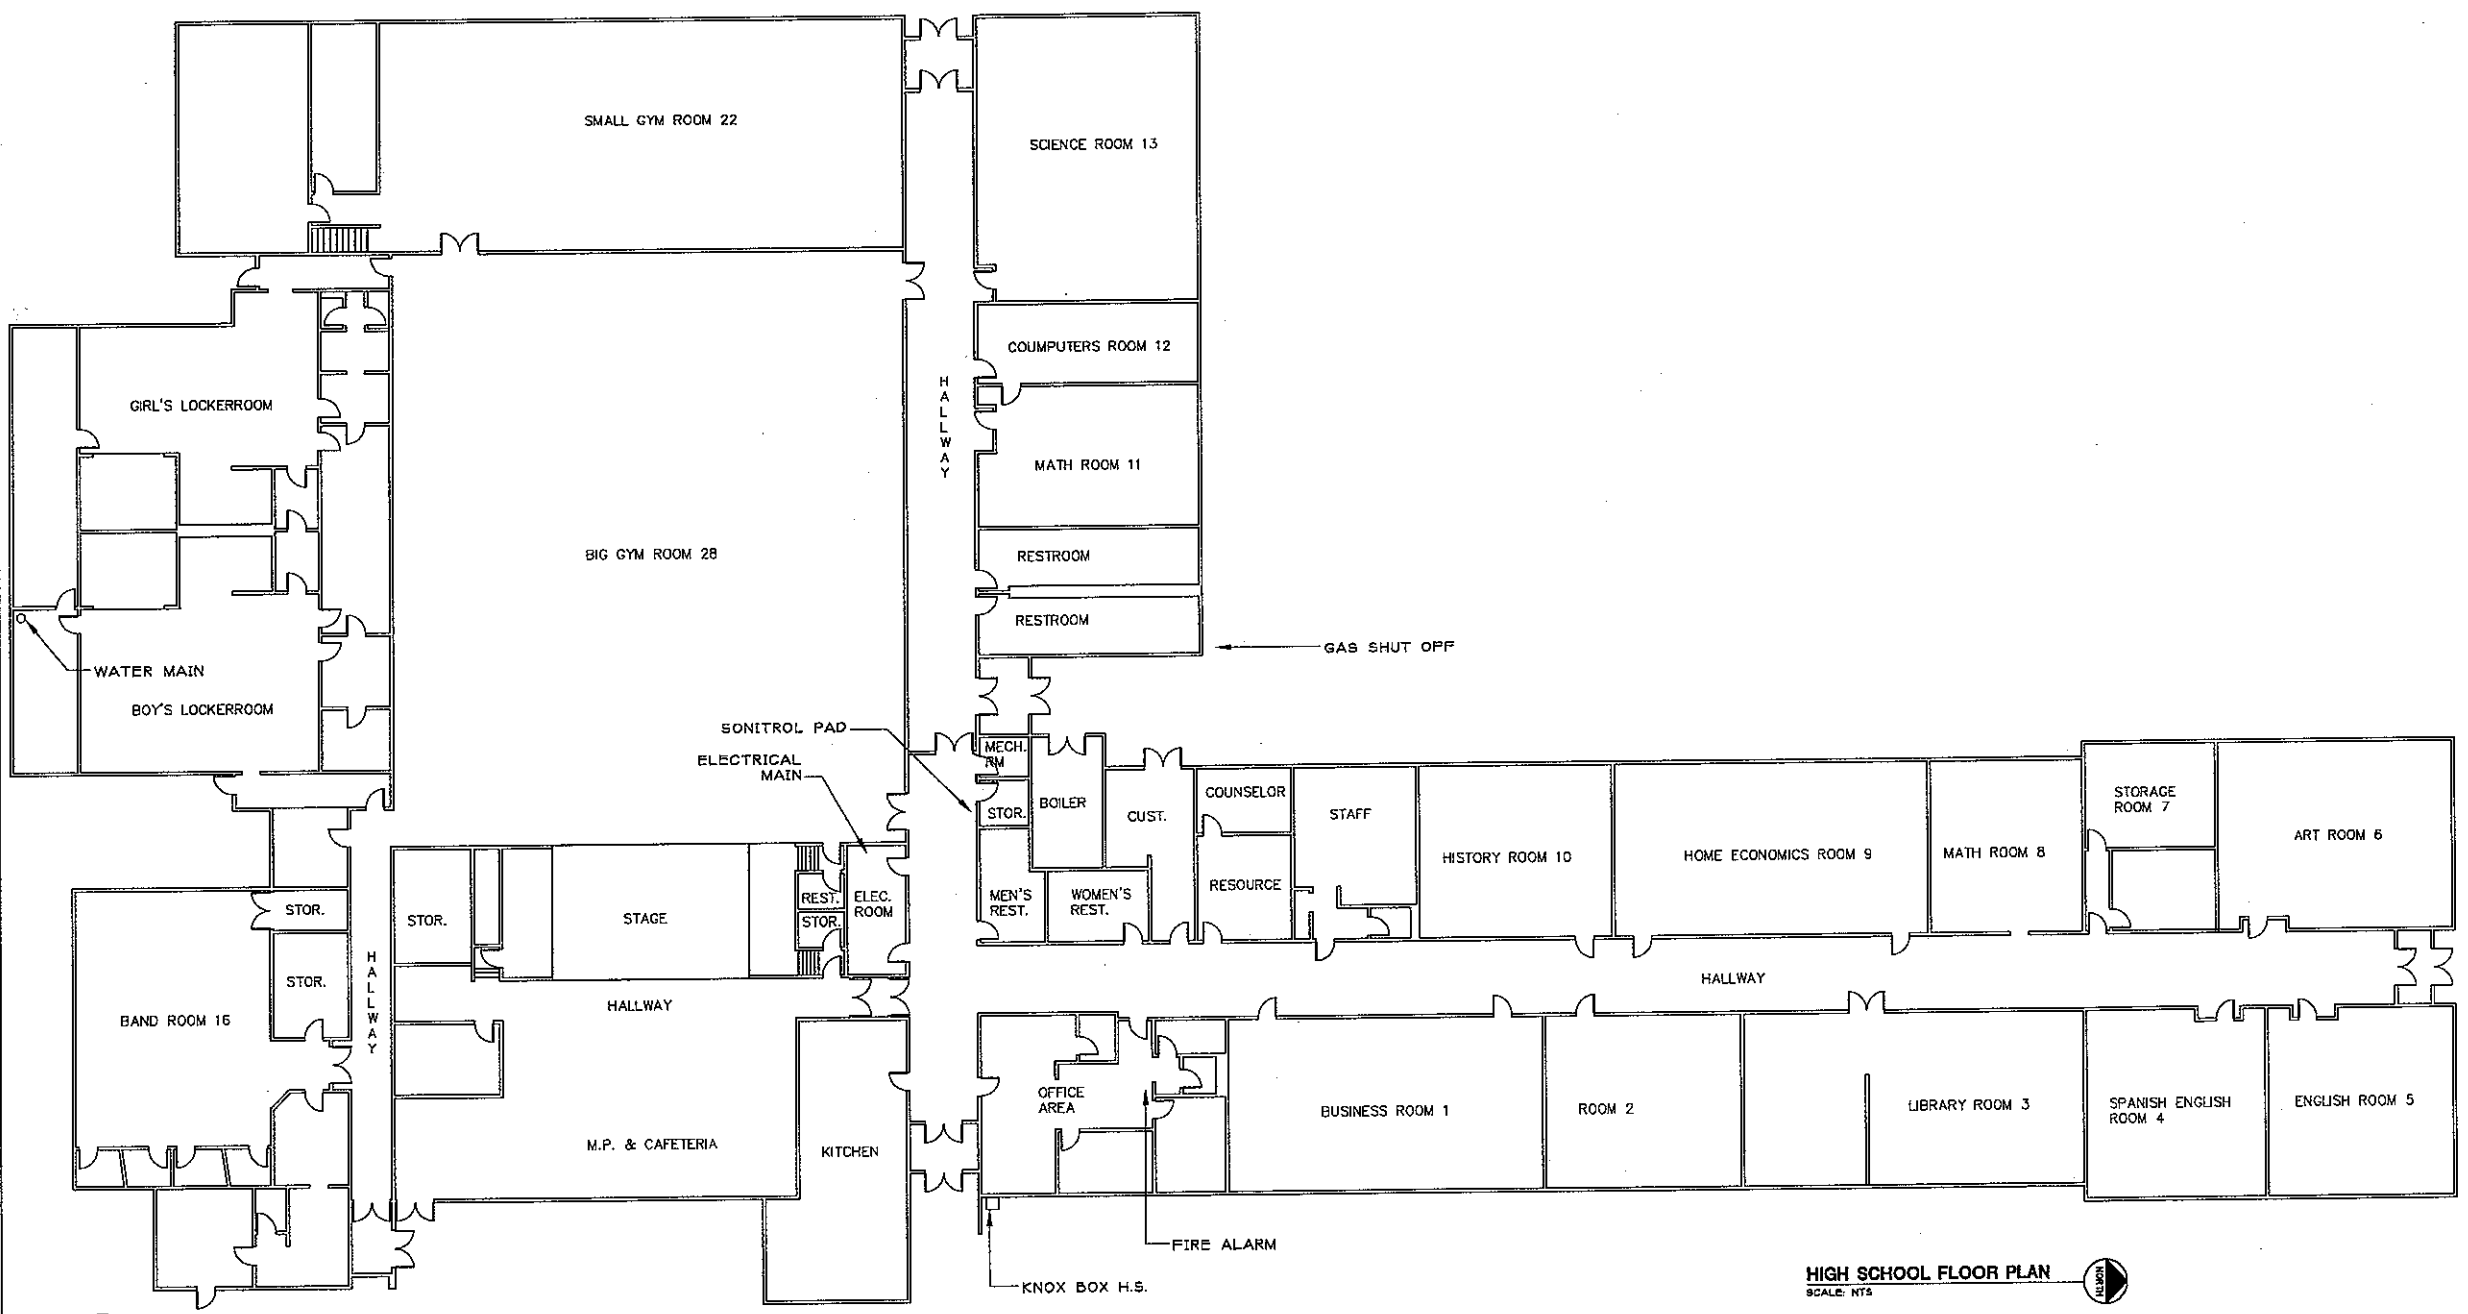 SMALL GYM ROOM 22
SCIENCE ROOM 13
COUMPUTERS ROOM 12
HALLWAY
GIRL'S LOCKERROOM
MATH ROOM 11
BIG GYM ROOM 28
RESTROOM
RESTROOM
GAS SHUT OFF
WATER MAIN
BOY'S LOCKERROOM
SONITROL PAD
ELECTRICAL
MAIN
MECH.
RM
STOR.
BOILER
CUST.
COUNSELOR
STAFF
STORAGE
ROOM 7
ART ROOM 6
HISTORY ROOM 10
HOME ECONOMICS ROOM 9
MATH ROOM 8
RESOURCE
MEN'S
REST.
WOMEN'S
REST.
STOR.
STOR.
STAGE
REST.
STOR.
ELEC.
ROOM
STOR.
HALLWAY
HALLWAY
HALLWAY
BAND ROOM 16
OFFICE
AREA
BUSINESS ROOM 1
ROOM 2
LIBRARY ROOM 3
SPANISH ENGLISH
ROOM 4
ENGLISH ROOM 5
M.P. & CAFETERIA
KITCHEN
FIRE ALARM
KNOX BOX H.S.
HIGH SCHOOL FLOOR PLAN
SCALE: NTS
NORTH